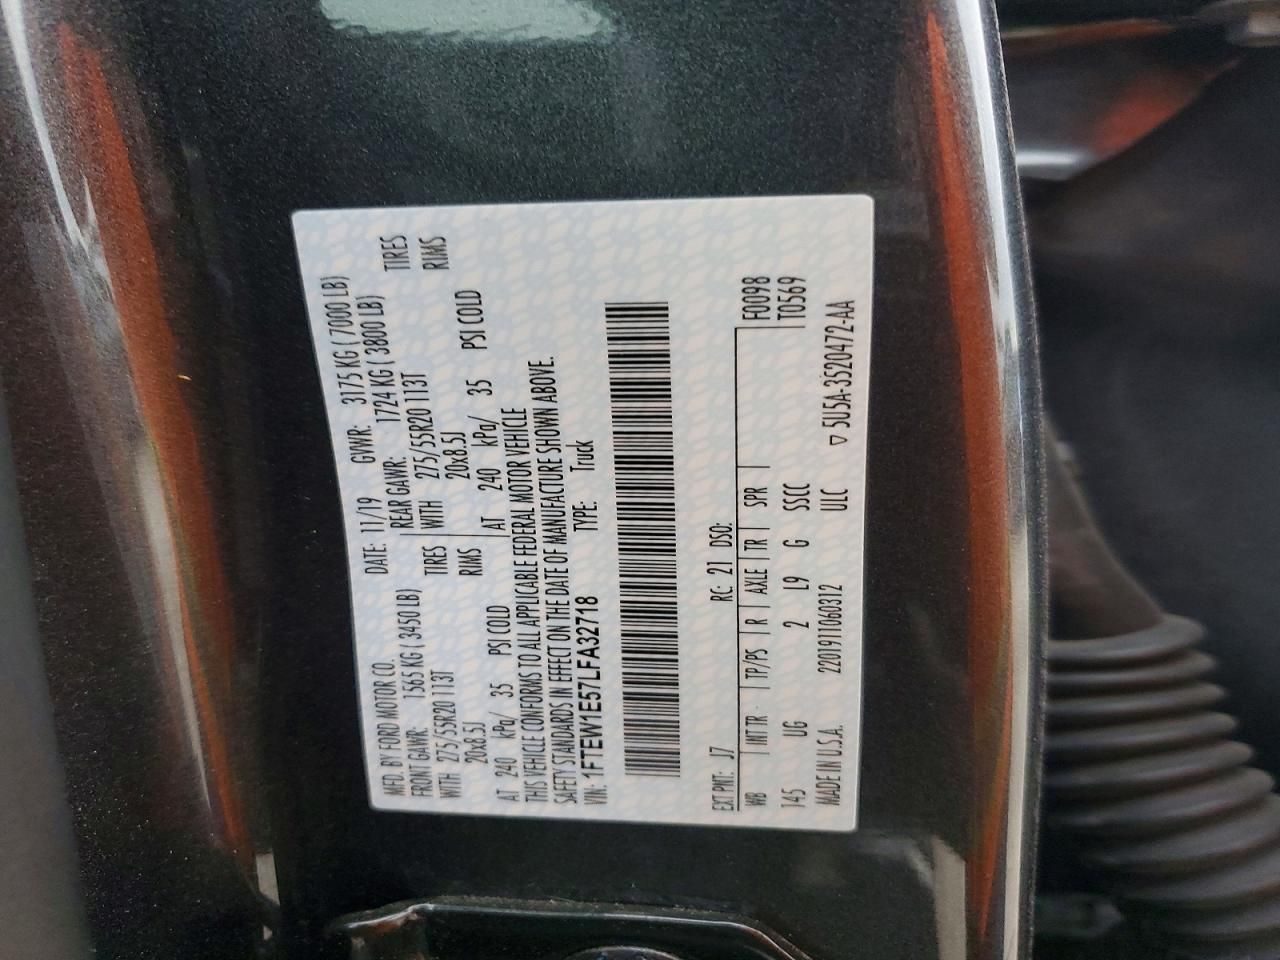 MFD. BY FORD MOTOR CO.
DATE: 11/19 GVWR: 3175 KG ( 7000 LB)
FRONT GAWR: 1565 KG ( 3450 LB) REAR GAWR: 1724 KG ( 3800 LB)
WITH 275/55R20 113T TIRES WITH 275/55R20 113T TIRES
20x8.5J RIMS 20x8.5J RIMS
AT 240 kPa/ 35 PSI COLD AT 240 kPa/ 35 PSI COLD
THIS VEHICLE CONFORMS TO ALL APPLICABLE FEDERAL MOTOR VEHICLE
SAFETY STANDARDS IN EFFECT ON THE DATE OF MANUFACTURE SHOWN ABOVE.
VIN: 1FTEW1E57LFA32718 TYPE: Truck
EXT PNT: J7 RC: 21 DSO: F0098
WB INT TR TP/PS R AXLE TR SPR T0569
145 UG 2 L9 G SSCC
MADE IN U.S.A. 2201911060312 ULC ▽ 5U5A-3520472-AA